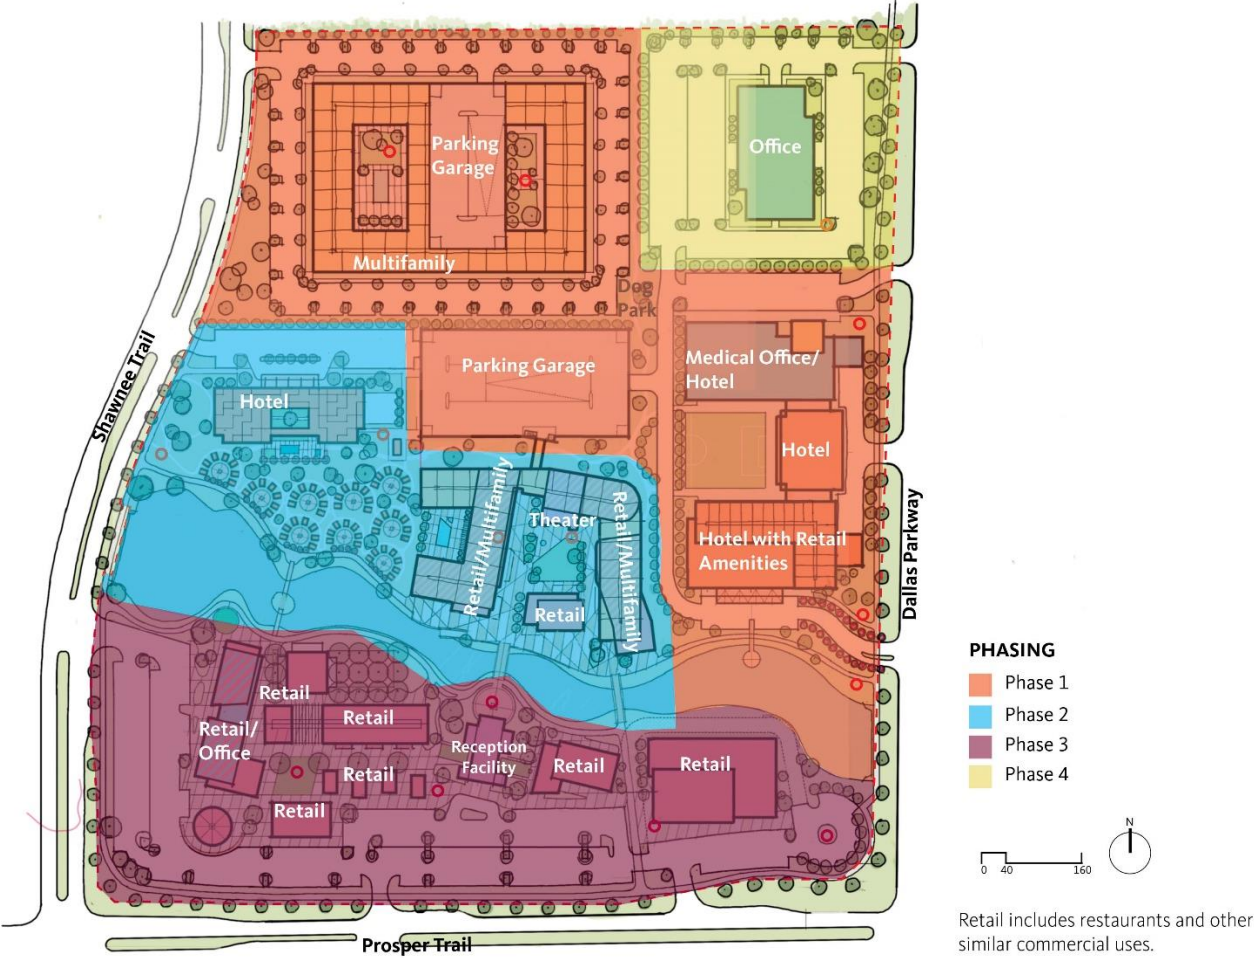 Parking
Garage
Office
Multifamily
Dog
Park
Shawnee Trail
Parking Garage
Medical Office/
Hotel
Hotel
Hotel
Retail/Multifamily
Theater
Retail/Multifamily
Hotel with Retail
Amenities
Dallas Parkway
Retail
Retail
Retail
Retail/
Office
Reception
Facility
Retail
Retail
Retail
Retail
Prosper Trail
PHASING
Phase 1
Phase 2
Phase 3
Phase 4
N
0 40 160
Retail includes restaurants and other
similar commercial uses.